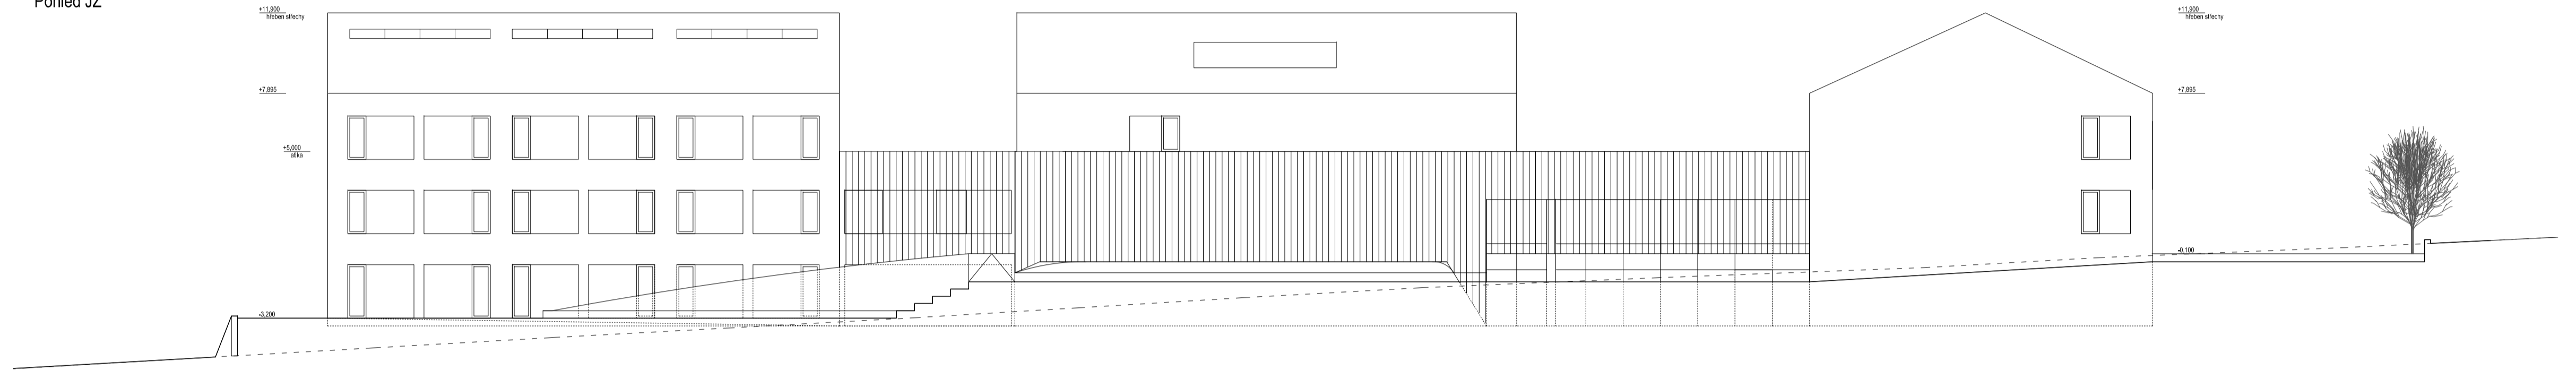 Pohled JZ
+11,900
hřeben střechy
+11,900
hřeben střechy
+7,895
+7,895
+5,000
atika
-0,100
-3,200